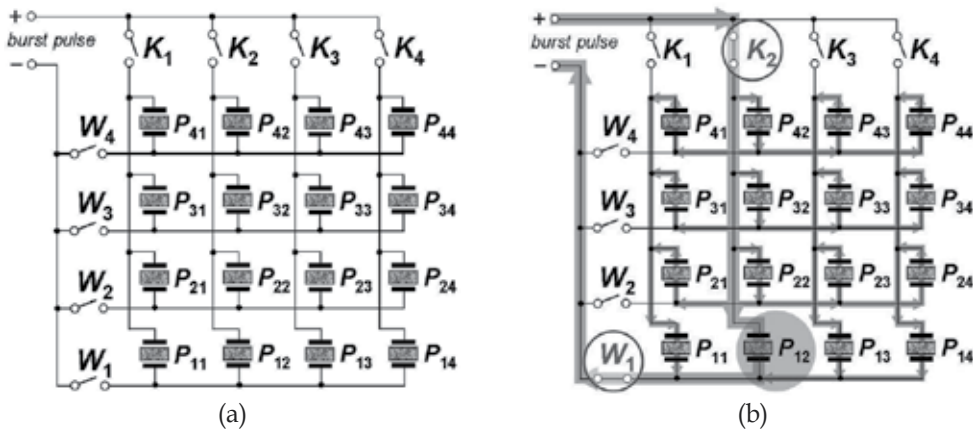 + K1 K2 K3 K4
burst pulse
−
W4 P41 P42 P43 P44
W3 P31 P32 P33 P34
W2 P21 P22 P23 P24
W1 P11 P12 P13 P14
(a)
+ K1 K2 K3 K4
burst pulse
−
W4 P41 P42 P43 P44
W3 P31 P32 P33 P34
W2 P21 P22 P23 P24
W1 P11 P12 P13 P14
(b)